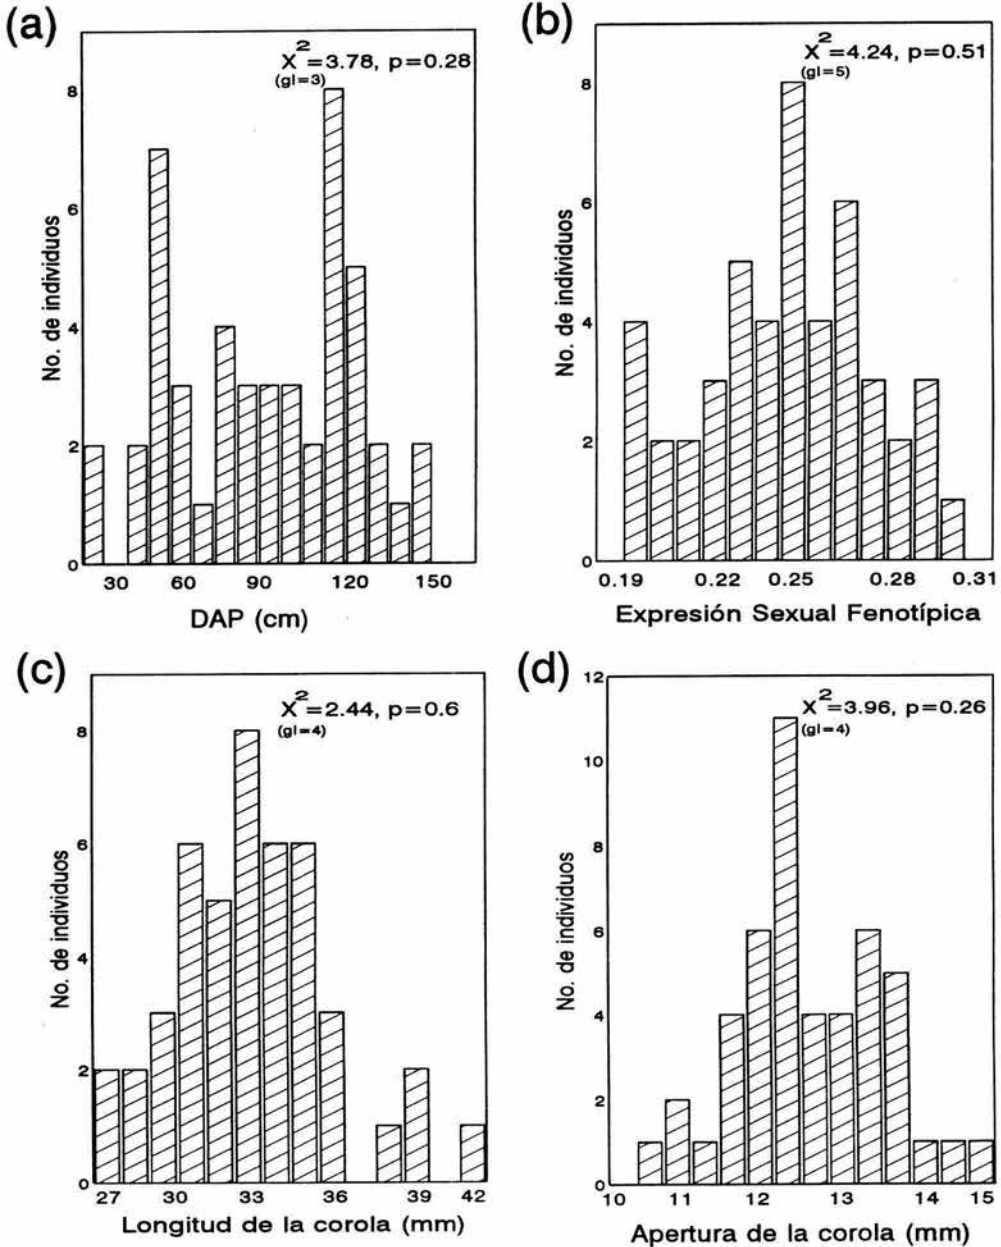 (a)
X²=3.78, p=0.28
(gl=3)
No. de individuos
8
6
4
2
0
30 60 90 120 150
DAP (cm)
(b)
X²=4.24, p=0.51
(gl=5)
No. de individuos
8
6
4
2
0
0.19 0.22 0.25 0.28 0.31
Expresión Sexual Fenotípica
(c)
X²=2.44, p=0.6
(gl=4)
No. de individuos
8
6
4
2
0
27 30 33 36 39 42
Longitud de la corola (mm)
(d)
X²=3.96, p=0.26
(gl=4)
No. de individuos
12
10
8
6
4
2
0
10 11 12 13 14 15
Apertura de la corola (mm)